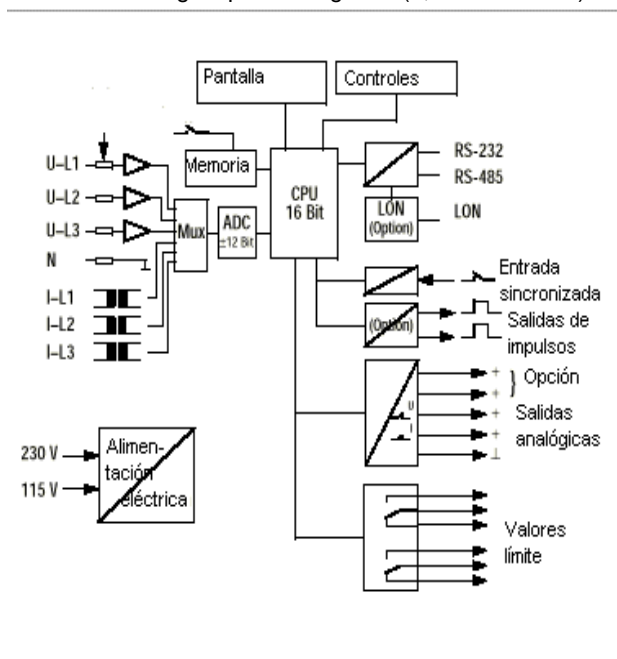 Pantalla
Controles
U–L1
U–L2
U–L3
N
I–L1
I–L2
I–L3
Mux
Memoria
ADC
±12 Bit
CPU
16 Bit
RS-232
RS-485
LON
(Option)
LON
Entrada
sincronizada
(Option)
Salidas de
impulsos
U
I
+
+
+
+
⊥
} Opción
Salidas
analógicas
230 V
115 V
Alimen-
tación
eléctrica
Valores
límite